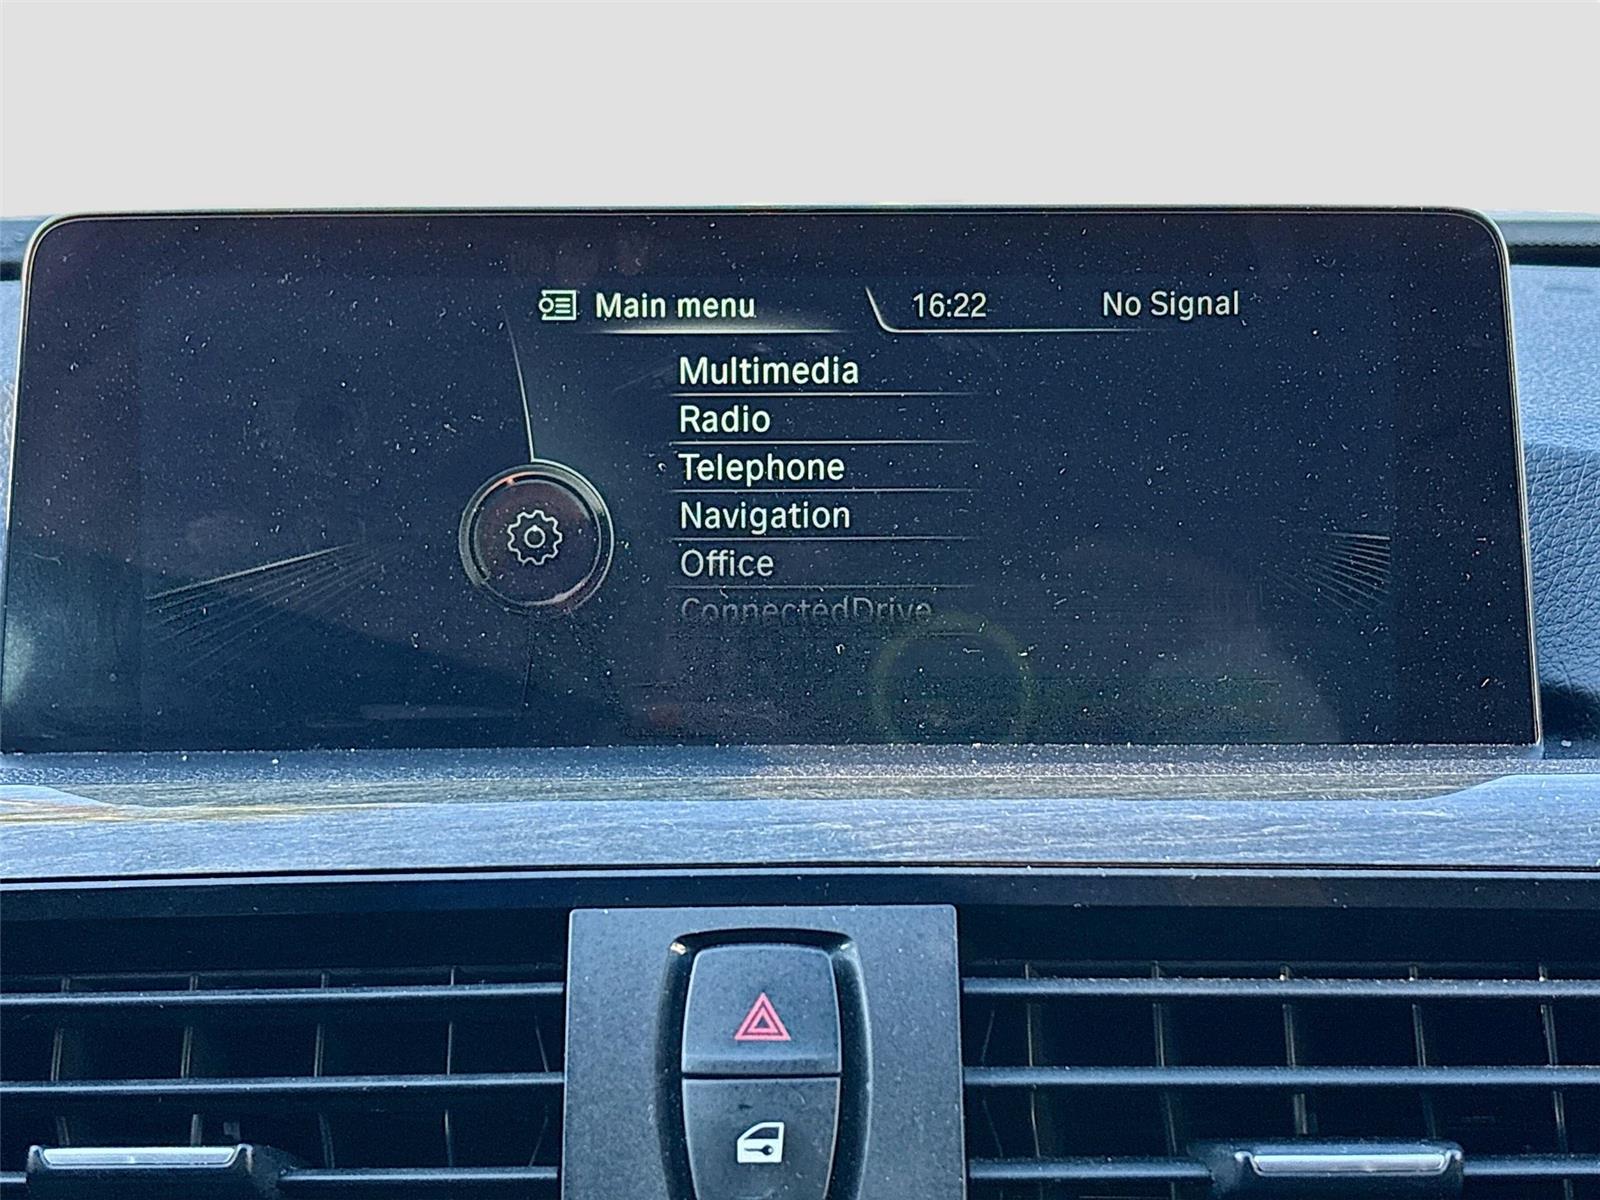 Main menu 16:22 No Signal
Multimedia
Radio
Telephone
Navigation
Office
ConnectedDrive